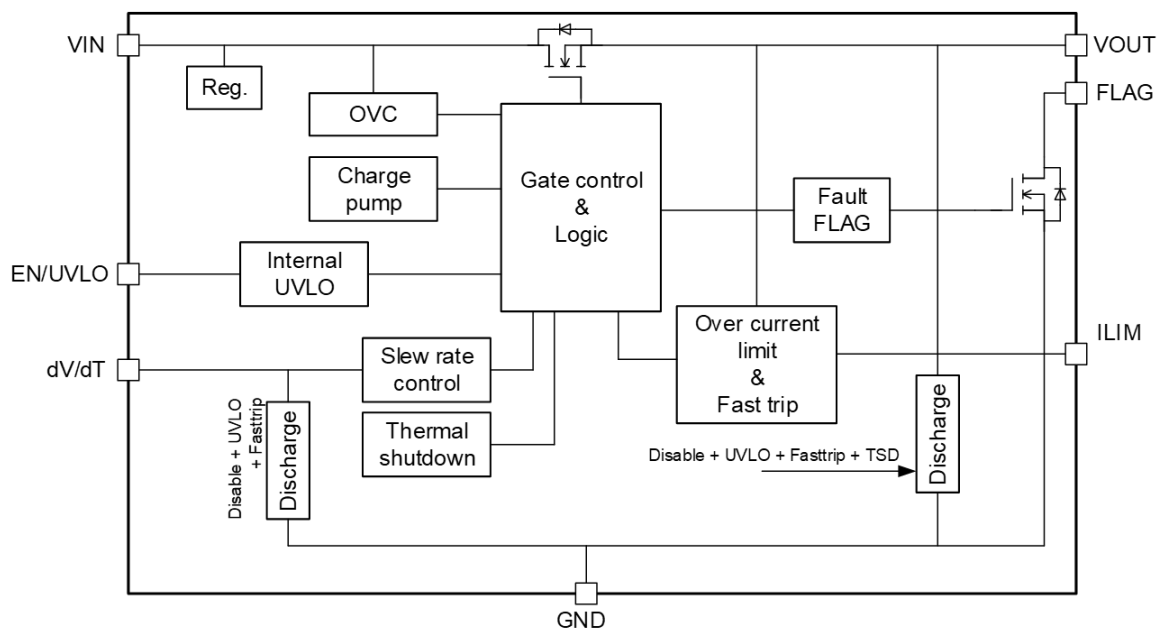 VIN
VOUT
Reg.
FLAG
OVC
Charge
pump
Gate control
&
Logic
Fault
FLAG
EN/UVLO
Internal
UVLO
dV/dT
Slew rate
control
Over current
limit
&
Fast trip
ILIM
Disable + UVLO
+ Fasttrip
Discharge
Thermal
shutdown
Disable + UVLO + Fasttrip + TSD
Discharge
GND